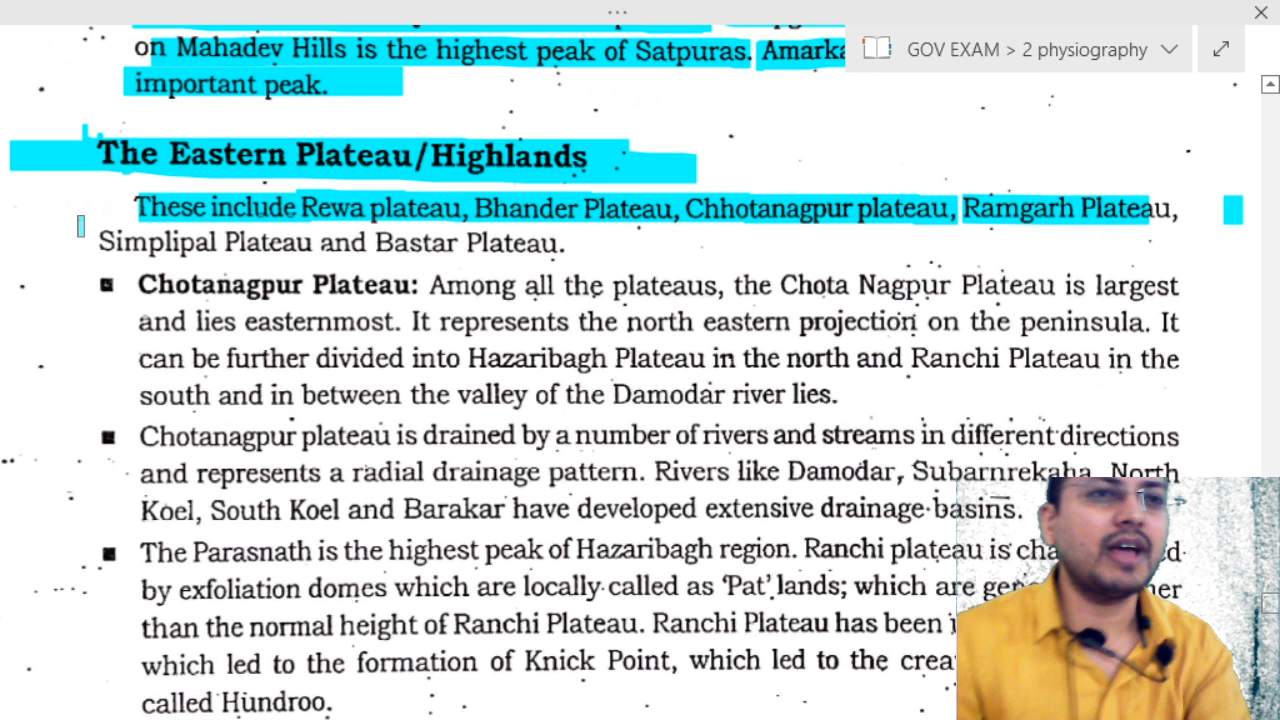 on Mahadev Hills is the highest peak of Satpuras.
GOV EXAM > 2 physiography
important peak.
The Eastern Plateau/Highlands
These include Rewa plateau, Bhander Plateau, Chhotanagpur plateau, Ramgarh Plateau,
Simplipal Plateau and Bastar Plateau.
Chotanagpur Plateau: Among all the plateaus, the Chota Nagpur Plateau is largest
and lies easternmost. It represents the north eastern projection on the peninsula. It
can be further divided into Hazaribagh Plateau in the north and Ranchi Plateau in the
south and in between the valley of the Damodar river lies.
Chotanagpur plateau is drained by a number of rivers and streams in different directions
and represents a radial drainage pattern. Rivers like Damodar, Subarnrekaha, North
Koel, South Koel and Barakar have developed extensive drainage basins.
The Parasnath is the highest peak of Hazaribagh region. Ranchi plateau is
by exfoliation domes which are locally called as 'Pat' lands; which are
than the normal height of Ranchi Plateau. Ranchi Plateau has been
which led to the formation of Knick Point, which led to the
called Hundroo.